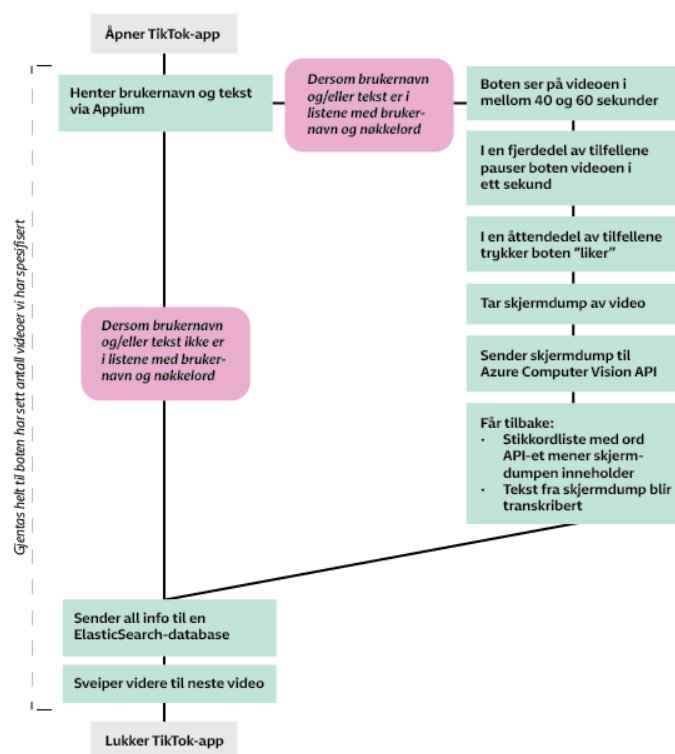 Åpner TikTok-app
Henter brukernavn og tekst
via Appium
Dersom brukernavn
og/eller tekst er i
listene med bruker-
navn og nøkkelord
Boten ser på videoen i
mellom 40 og 60 sekunder
I en fjerdedel av tilfellene
pauser boten videoen i
ett sekund
I en åttendedel av tilfellene
trykker boten "liker"
Tar skjermdump av video
Sender skjermdump til
Azure Computer Vision API
Får tilbake:
• Stikkordliste med ord
API-et mener skjerm-
dumpen inneholder
• Tekst fra skjermdump blir
transkribert
Dersom brukernavn
og/eller tekst ikke er
i listene med bruker-
navn og nøkkelord
Gjentas helt til boten har sett antall videoer vi har spesifisert
Sender all info til en
ElasticSearch-database
Sveiper videre til neste video
Lukker TikTok-app